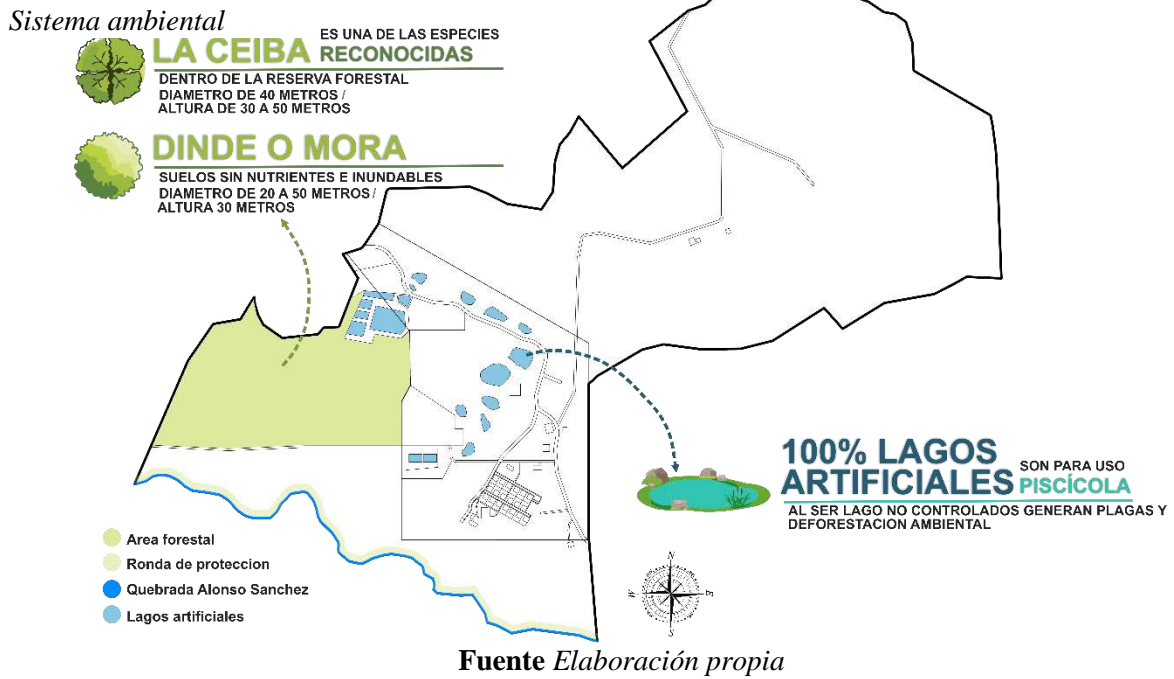 Sistema ambiental
LA CEIBA ES UNA DE LAS ESPECIES RECONOCIDAS
DENTRO DE LA RESERVA FORESTAL
DIAMETRO DE 40 METROS /
ALTURA DE 30 A 50 METROS
DINDE O MORA
SUELOS SIN NUTRIENTES E INUNDABLES
DIAMETRO DE 20 A 50 METROS /
ALTURA 30 METROS
100% LAGOS
ARTIFICIALES SON PARA USO PISCÍCOLA
AL SER LAGO NO CONTROLADOS GENERAN PLAGAS Y
DEFORESTACION AMBIENTAL
Area forestal
Ronda de proteccion
Quebrada Alonso Sanchez
Lagos artificiales
N
W
E
S
Fuente Elaboración propia